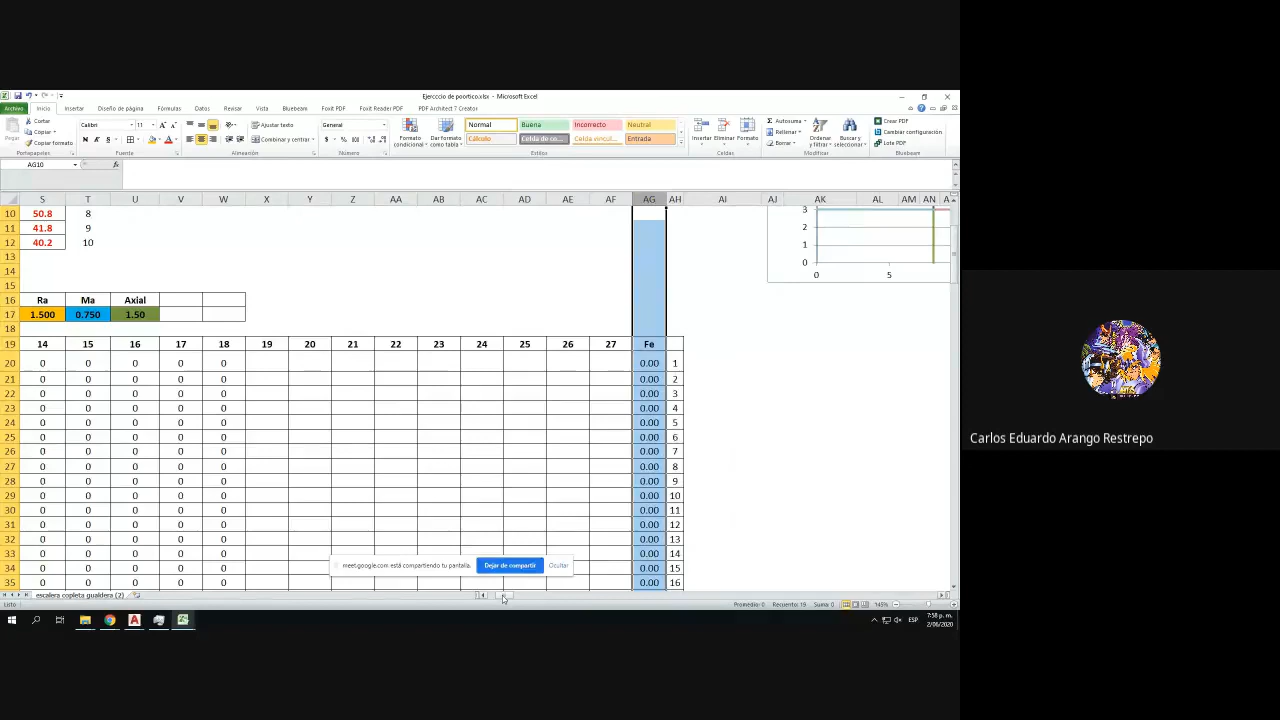 Ejercccio de poortico.xlsx - Microsoft Excel
Archivo Inicio Insertar Diseño de página Fórmulas Datos Revisar Vista Bluebeam Foxit PDF Foxit Reader PDF PDF Architect 7 Creator
Pegar Cortar Copiar Copiar formato Portapapeles
Calibri 11 N K S Fuente
Ajustar texto Combinar y centrar Alineación
General $ % Número
Formato condicional Dar formato como tabla Normal Buena Incorrecto Neutral
Cálculo Celda de co... Celda vincul... Entrada Estilos
Insertar Eliminar Formato Celdas
Autosuma Rellenar Borrar Ordenar y filtrar Buscar y seleccionar Modificar
Crear PDF Cambiar configuración Lote PDF Bluebeam
AG10 fx
S T U V W X Y Z AA AB AC AD AE AF AG AH AI AJ AK AL AM AN
10 50.8 8
11 41.8 9
12 40.2 10
13
14
15
16 Ra Ma Axial
17 1.500 0.750 1.50
18
3
2
1
0
0 5
19 14 15 16 17 18 19 20 21 22 23 24 25 26 27 Fe
20 0 0 0 0 0 0.00 1
21 0 0 0 0 0 0.00 2
22 0 0 0 0 0 0.00 3
23 0 0 0 0 0 0.00 4
24 0 0 0 0 0 0.00 5
25 0 0 0 0 0 0.00 6
26 0 0 0 0 0 0.00 7
27 0 0 0 0 0 0.00 8
28 0 0 0 0 0 0.00 9
29 0 0 0 0 0 0.00 10
30 0 0 0 0 0 0.00 11
31 0 0 0 0 0 0.00 12
32 0 0 0 0 0 0.00 13
33 0 0 0 0 0 0.00 14
34 0 0 0 0 0 0.00 15
35 0 0 0 0 0 0.00 16
meet.google.com está compartiendo tu pantalla. Dejar de compartir Ocultar
escalera copleta gualdera (2)
Listo Promedio: 0 Recuento: 19 Suma: 0 145%
ESP 7:58 p. m.
2/06/2020
Carlos Eduardo Arango Restrepo